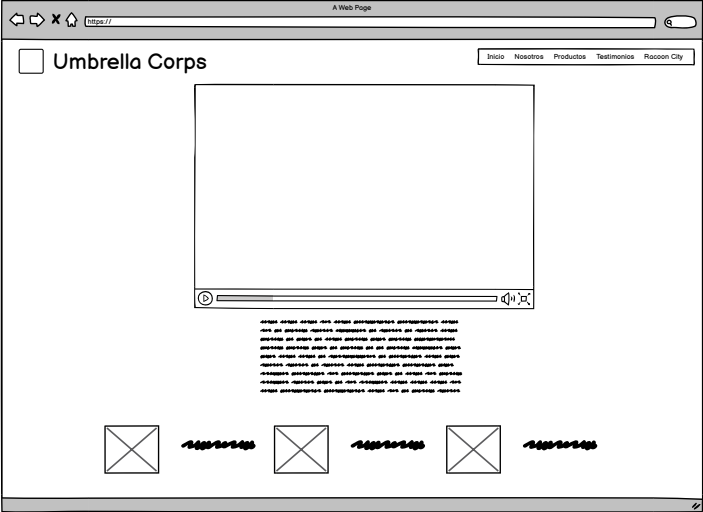 A Web Page
https://
Umbrella Corps
Inicio Nosotros Productos Testimonios Racoon City